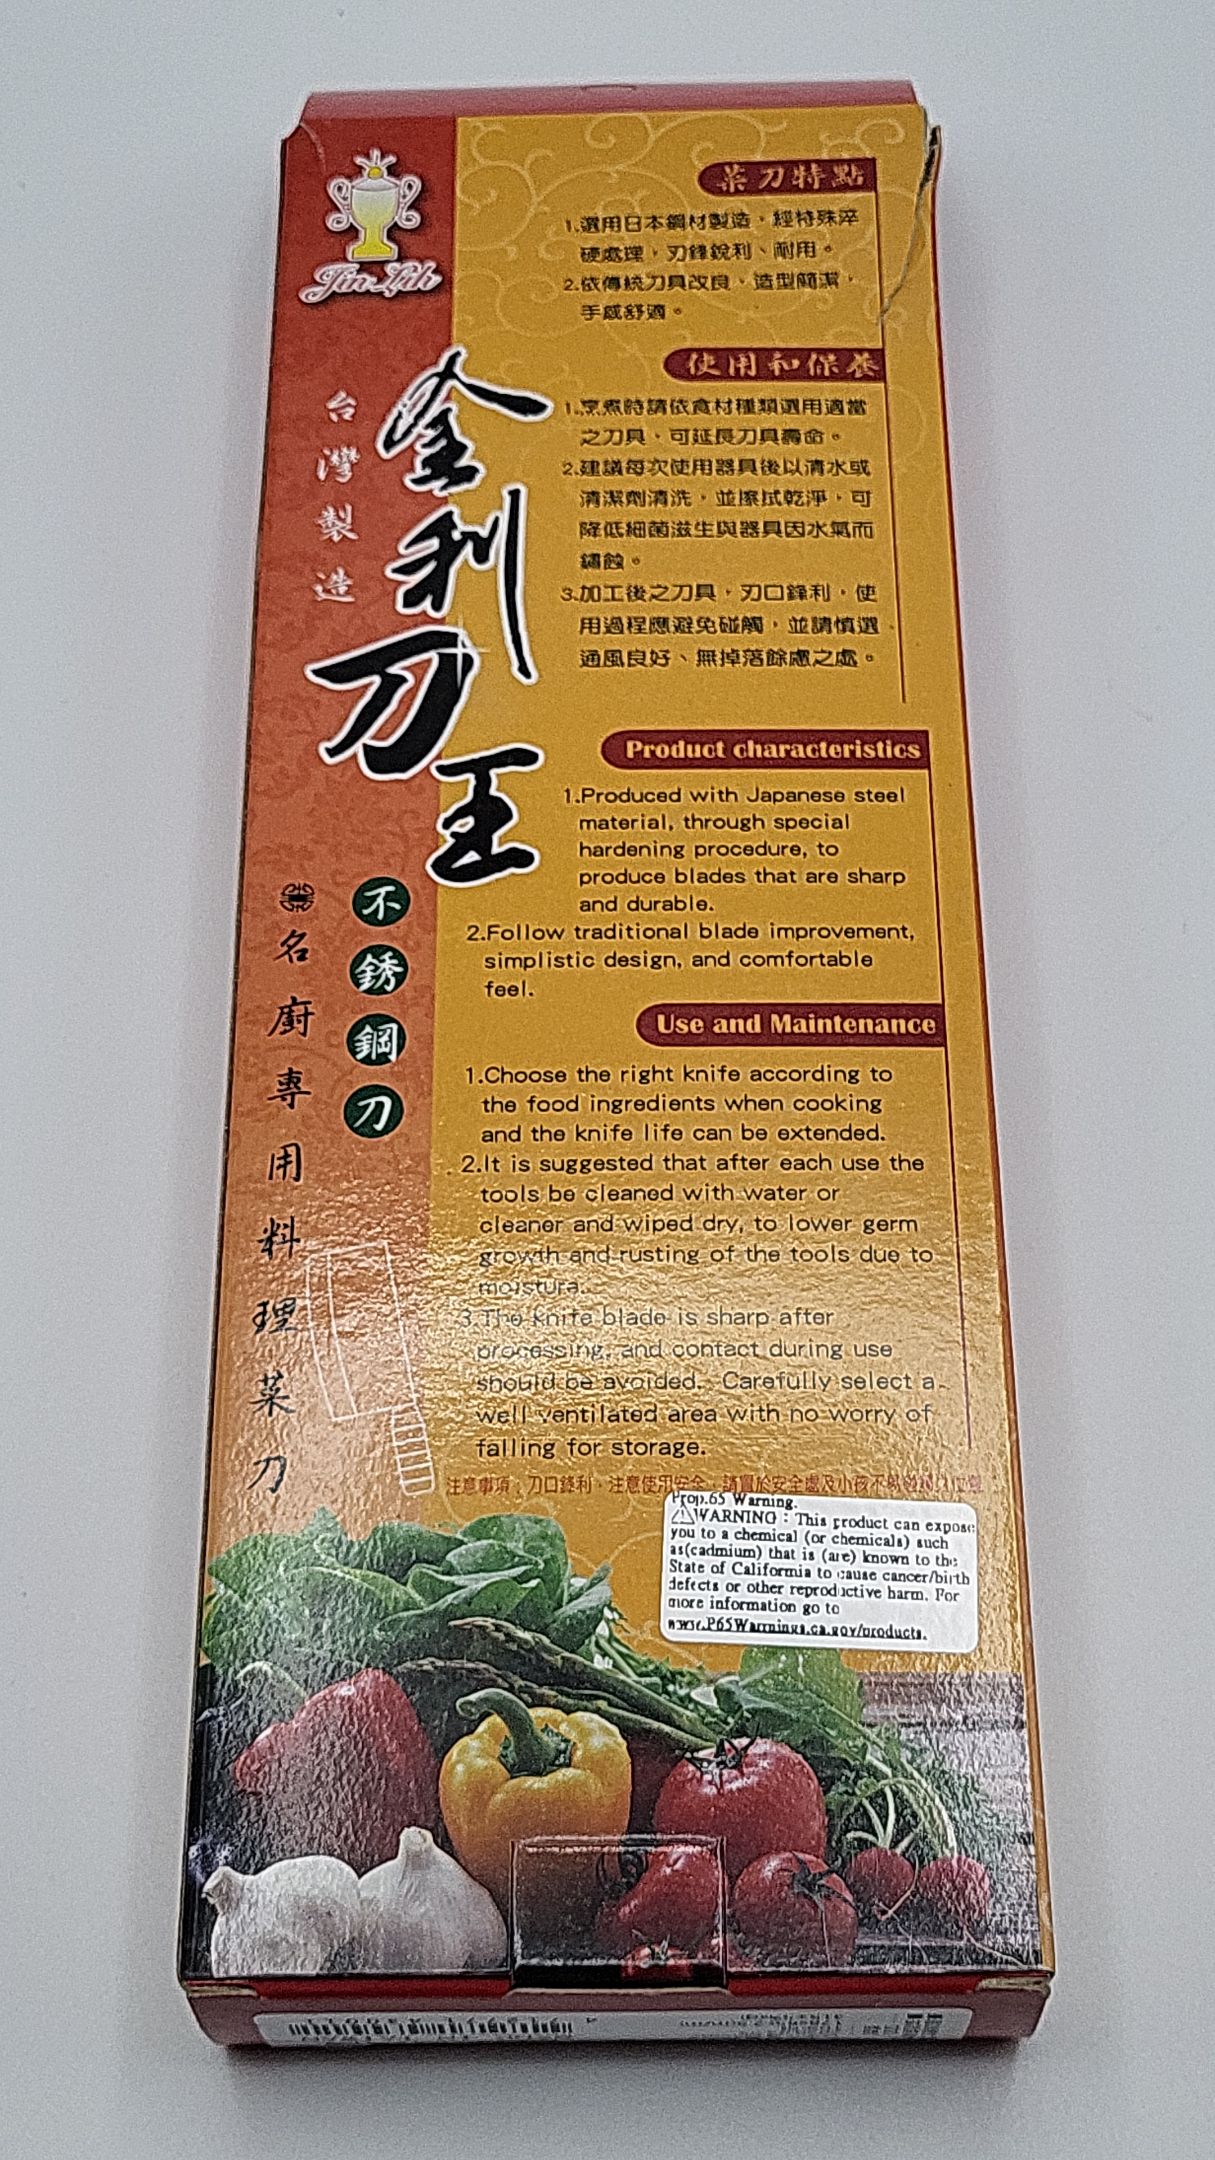 Jin Lih
台灣製造
金利刀王
不銹鋼刀
名廚專用料理菜刀
菜刀特點
1.選用日本鋼材製造,經特殊淬
硬處理,刃鋒銳利、耐用。
2.依傳統刀具改良、造型簡潔,
手感舒適。
使用和保養
1.烹煮時請依食材種類選用適當
之刀具,可延長刀具壽命。
2.建議每次使用器具後以清水或
清潔劑清洗,並擦拭乾淨,可
降低細菌滋生與器具因水氣而
鏽蝕。
3.加工後之刀具,刃口鋒利,使
用過程應避免碰觸,並請慎選
通風良好、無掉落餘慮之處。
Product characteristics
1.Produced with Japanese steel
material, through special
hardening procedure, to
produce blades that are sharp
and durable.
2.Follow traditional blade improvement,
simplistic design, and comfortable
feel.
Use and Maintenance
1.Choose the right knife according to
the food ingredients when cooking
and the knife life can be extended.
2.It is suggested that after each use the
tools be cleaned with water or
cleaner and wiped dry, to lower germ
growth and rusting of the tools due to
moistura.
3.The knife blade is sharp after
processing, and contact during use
should be avoided. Carefully select a
well ventilated area with no worry of
falling for storage.
注意事項:刀口鋒利,注意使用安全,請置於安全處及小孩不易
Prop.65 Warning.
⚠WARNING : This product can expose
you to a chemical (or chemicals) such
as(cadmium) that is (are) known to the
State of California to cause cancer/birth
defects or other reproductive harm. For
more information go to
www.P65Warnings.ca.gov/products.